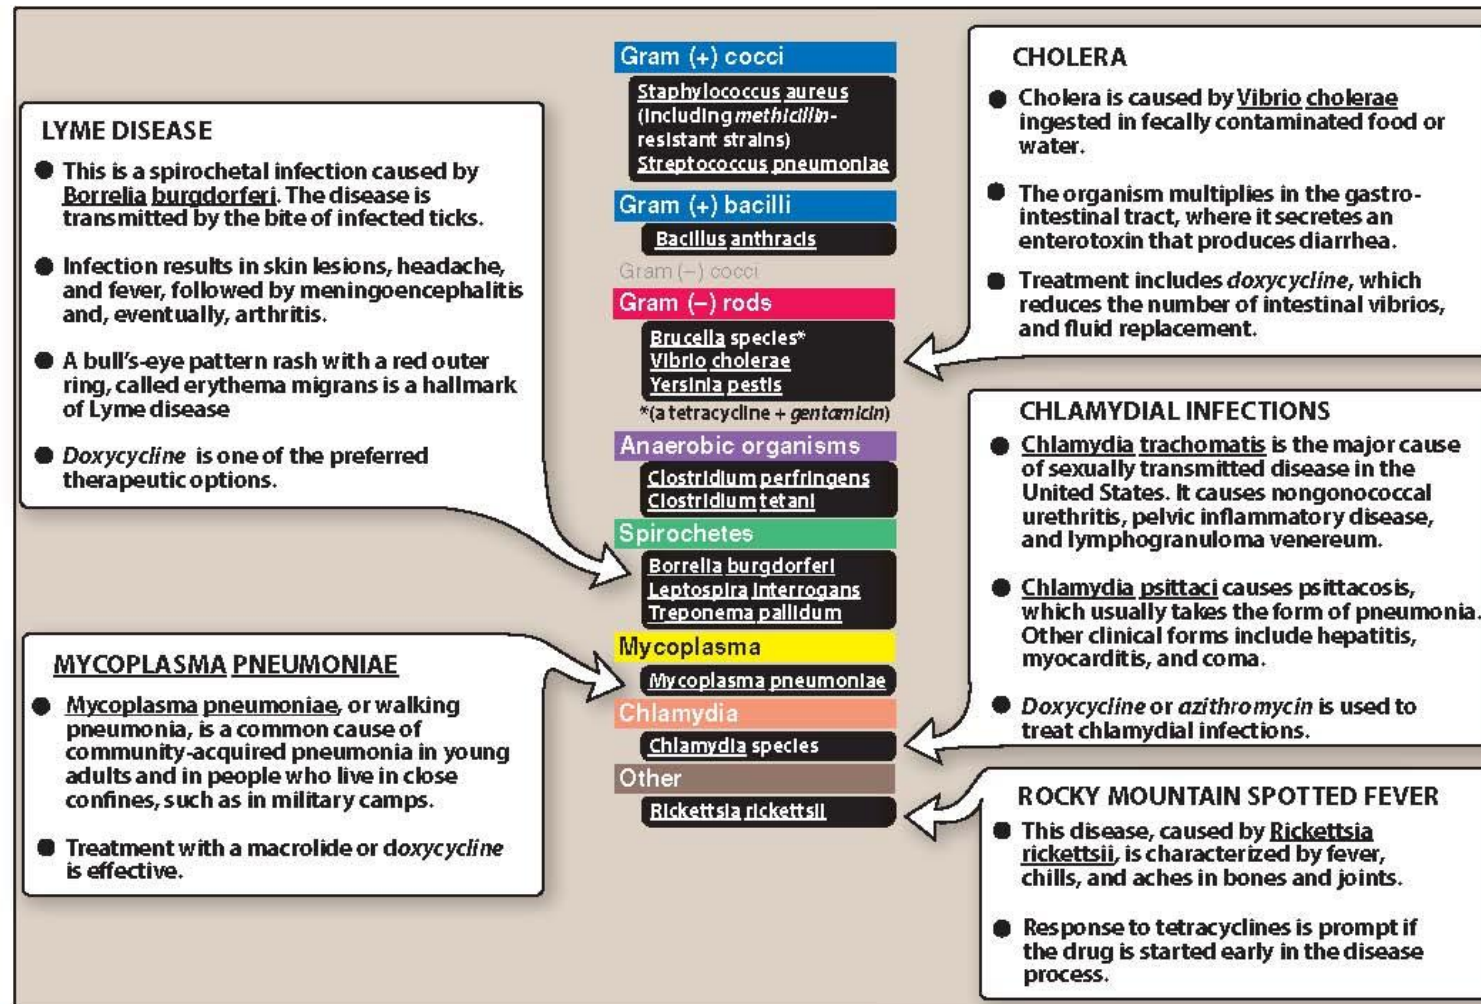 LYME DISEASE
● This is a spirochetal infection caused by
Borrelia burgdorferi. The disease is
transmitted by the bite of infected ticks.
● Infection results in skin lesions, headache,
and fever, followed by meningoencephalitis
and, eventually, arthritis.
● A bull's-eye pattern rash with a red outer
ring, called erythema migrans is a hallmark
of Lyme disease
● Doxycycline is one of the preferred
therapeutic options.
MYCOPLASMA PNEUMONIAE
● Mycoplasma pneumoniae, or walking
pneumonia, is a common cause of
community-acquired pneumonia in young
adults and in people who live in close
confines, such as in military camps.
● Treatment with a macrolide or doxycycline
is effective.
Gram (+) cocci
Staphylococcus aureus
(including methicillin-
resistant strains)
Streptococcus pneumoniae
Gram (+) bacilli
Bacillus anthracis
Gram (–) cocci
Gram (–) rods
Brucella species*
Vibrio cholerae
Yersinia pestis
*(a tetracycline + gentamicin)
Anaerobic organisms
Clostridium perfringens
Clostridium tetani
Spirochetes
Borrelia burgdorferi
Leptospira interrogans
Treponema pallidum
Mycoplasma
Mycoplasma pneumoniae
Chlamydia
Chlamydia species
Other
Rickettsia rickettsii
CHOLERA
● Cholera is caused by Vibrio cholerae
ingested in fecally contaminated food or
water.
● The organism multiplies in the gastro-
intestinal tract, where it secretes an
enterotoxin that produces diarrhea.
● Treatment includes doxycycline, which
reduces the number of intestinal vibrios,
and fluid replacement.
CHLAMYDIAL INFECTIONS
● Chlamydia trachomatis is the major cause
of sexually transmitted disease in the
United States. It causes nongonococcal
urethritis, pelvic inflammatory disease,
and lymphogranuloma venereum.
● Chlamydia psittaci causes psittacosis,
which usually takes the form of pneumonia.
Other clinical forms include hepatitis,
myocarditis, and coma.
● Doxycycline or azithromycin is used to
treat chlamydial infections.
ROCKY MOUNTAIN SPOTTED FEVER
● This disease, caused by Rickettsia
rickettsii, is characterized by fever,
chills, and aches in bones and joints.
● Response to tetracyclines is prompt if
the drug is started early in the disease
process.